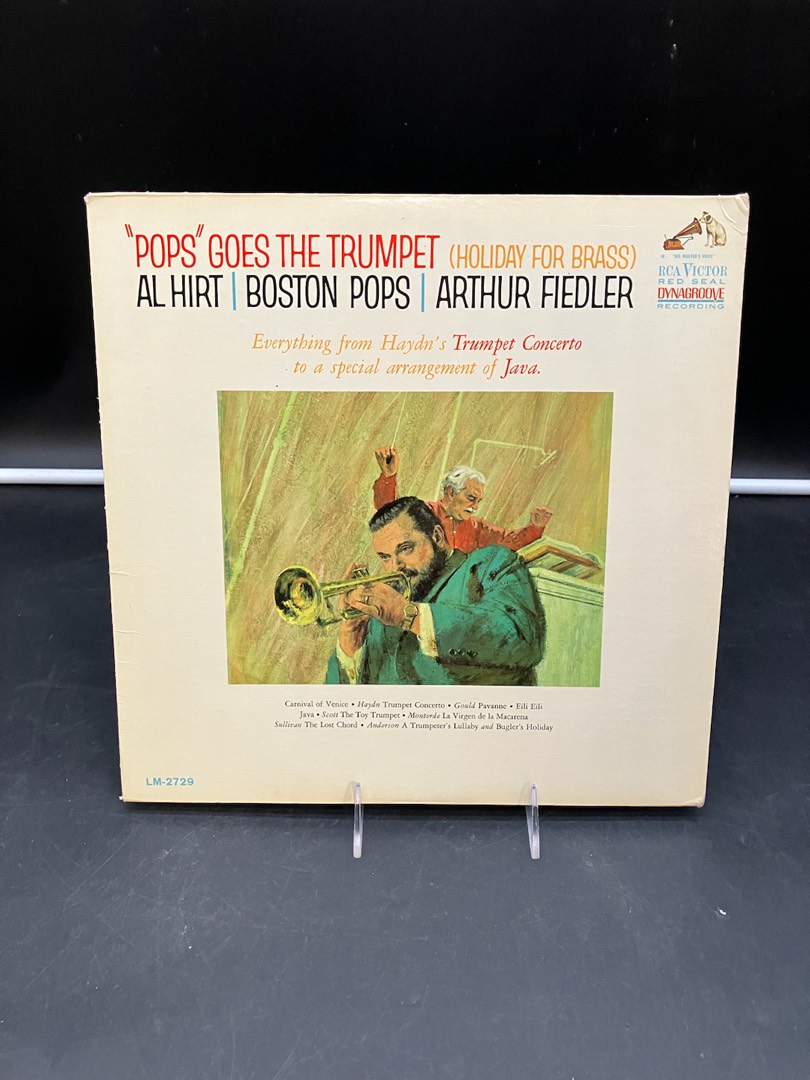 "POPS" GOES THE TRUMPET (HOLIDAY FOR BRASS)
AL HIRT | BOSTON POPS | ARTHUR FIEDLER
"HIS MASTER'S VOICE"
RCA VICTOR
RED SEAL
DYNAGROOVE
RECORDING
Everything from Haydn's Trumpet Concerto
to a special arrangement of Java.
Carnival of Venice • Haydn Trumpet Concerto • Gould Pavanne • Eili Eili
Java • Scott The Toy Trumpet • Monterde La Virgen de la Macarena
Sullivan The Lost Chord • Anderson A Trumpeter's Lullaby and Bugler's Holiday
LM-2729